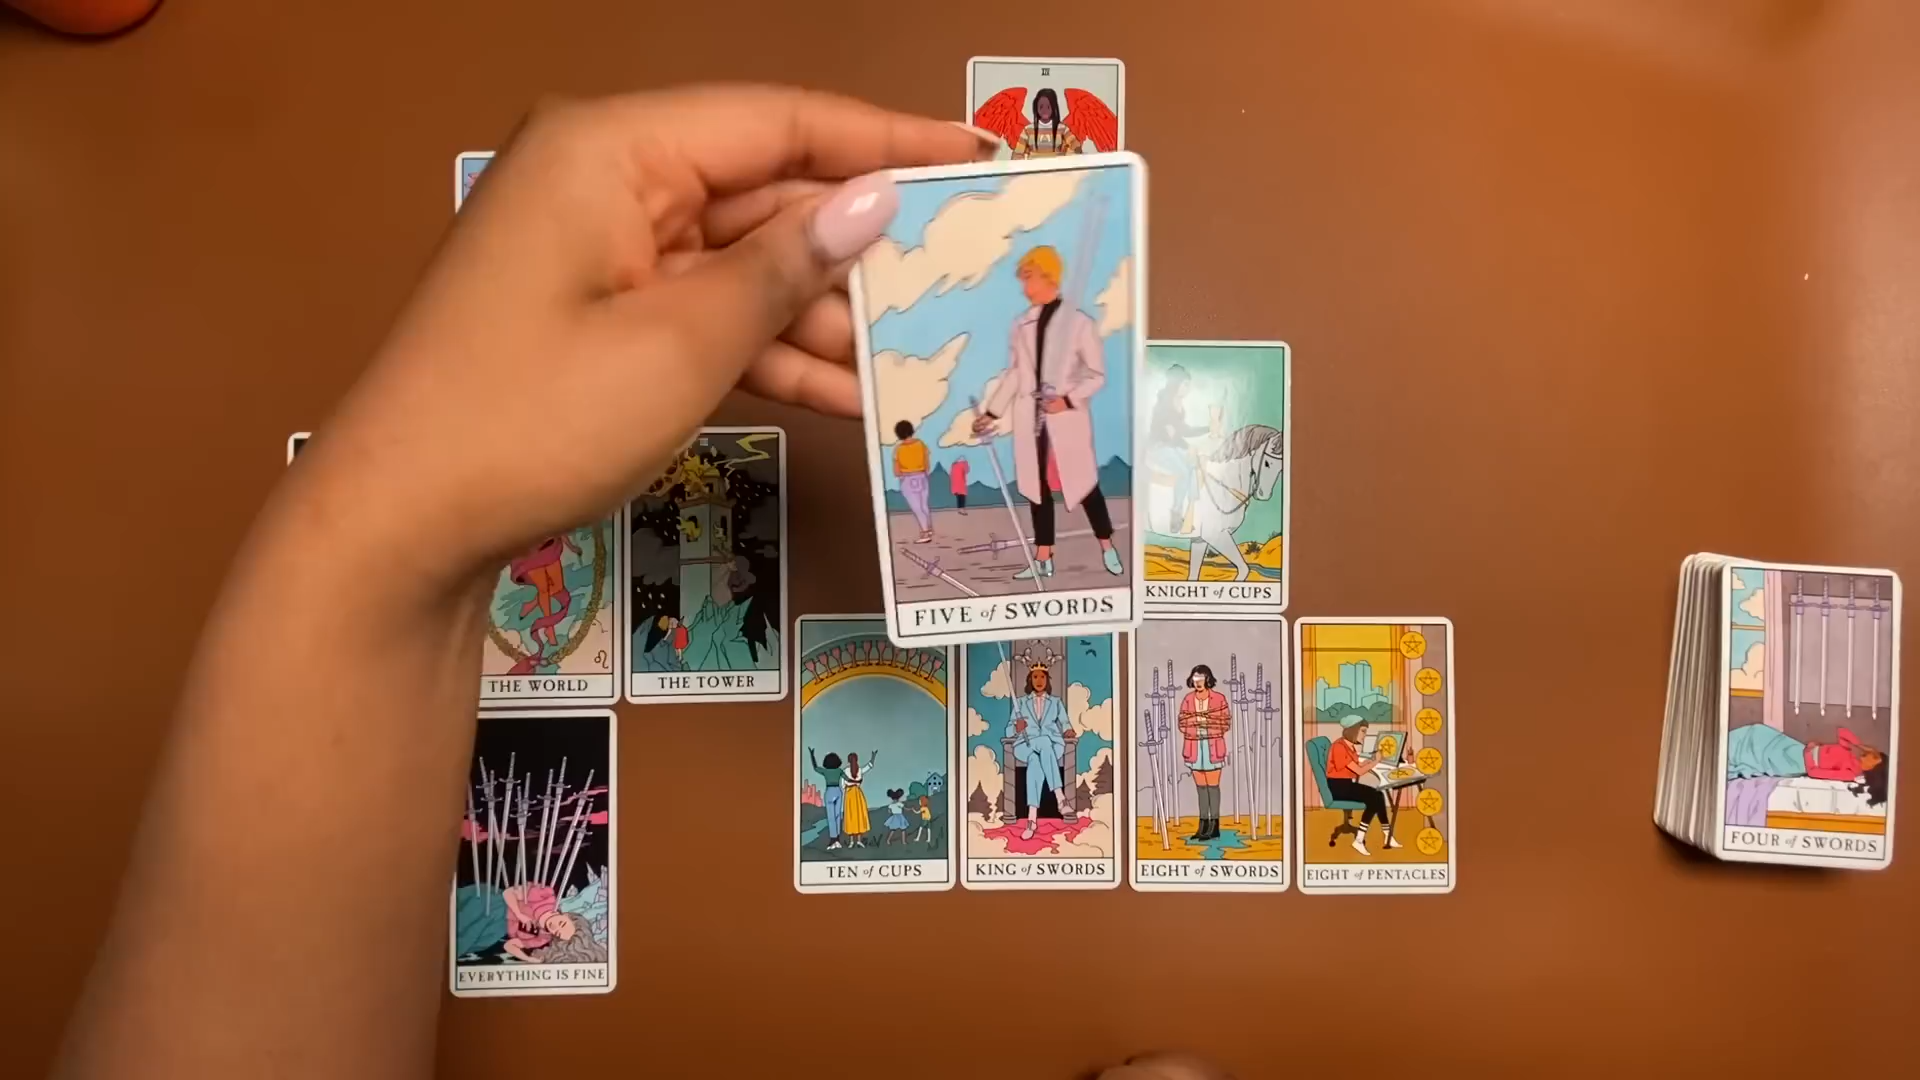 III
FIVE of SWORDS
KNIGHT of CUPS
THE WORLD
THE TOWER
TEN of CUPS
KING of SWORDS
EIGHT of SWORDS
EIGHT of PENTACLES
FOUR of SWORDS
EVERYTHING IS FINE